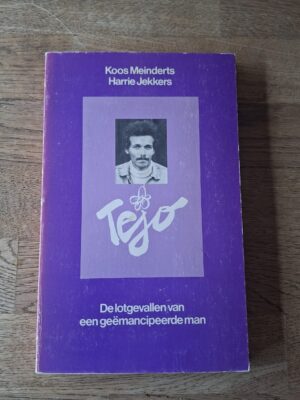 Koos Meinderts
Harrie Jekkers
Tejo
De lotgevallen van
een geëmancipeerde man